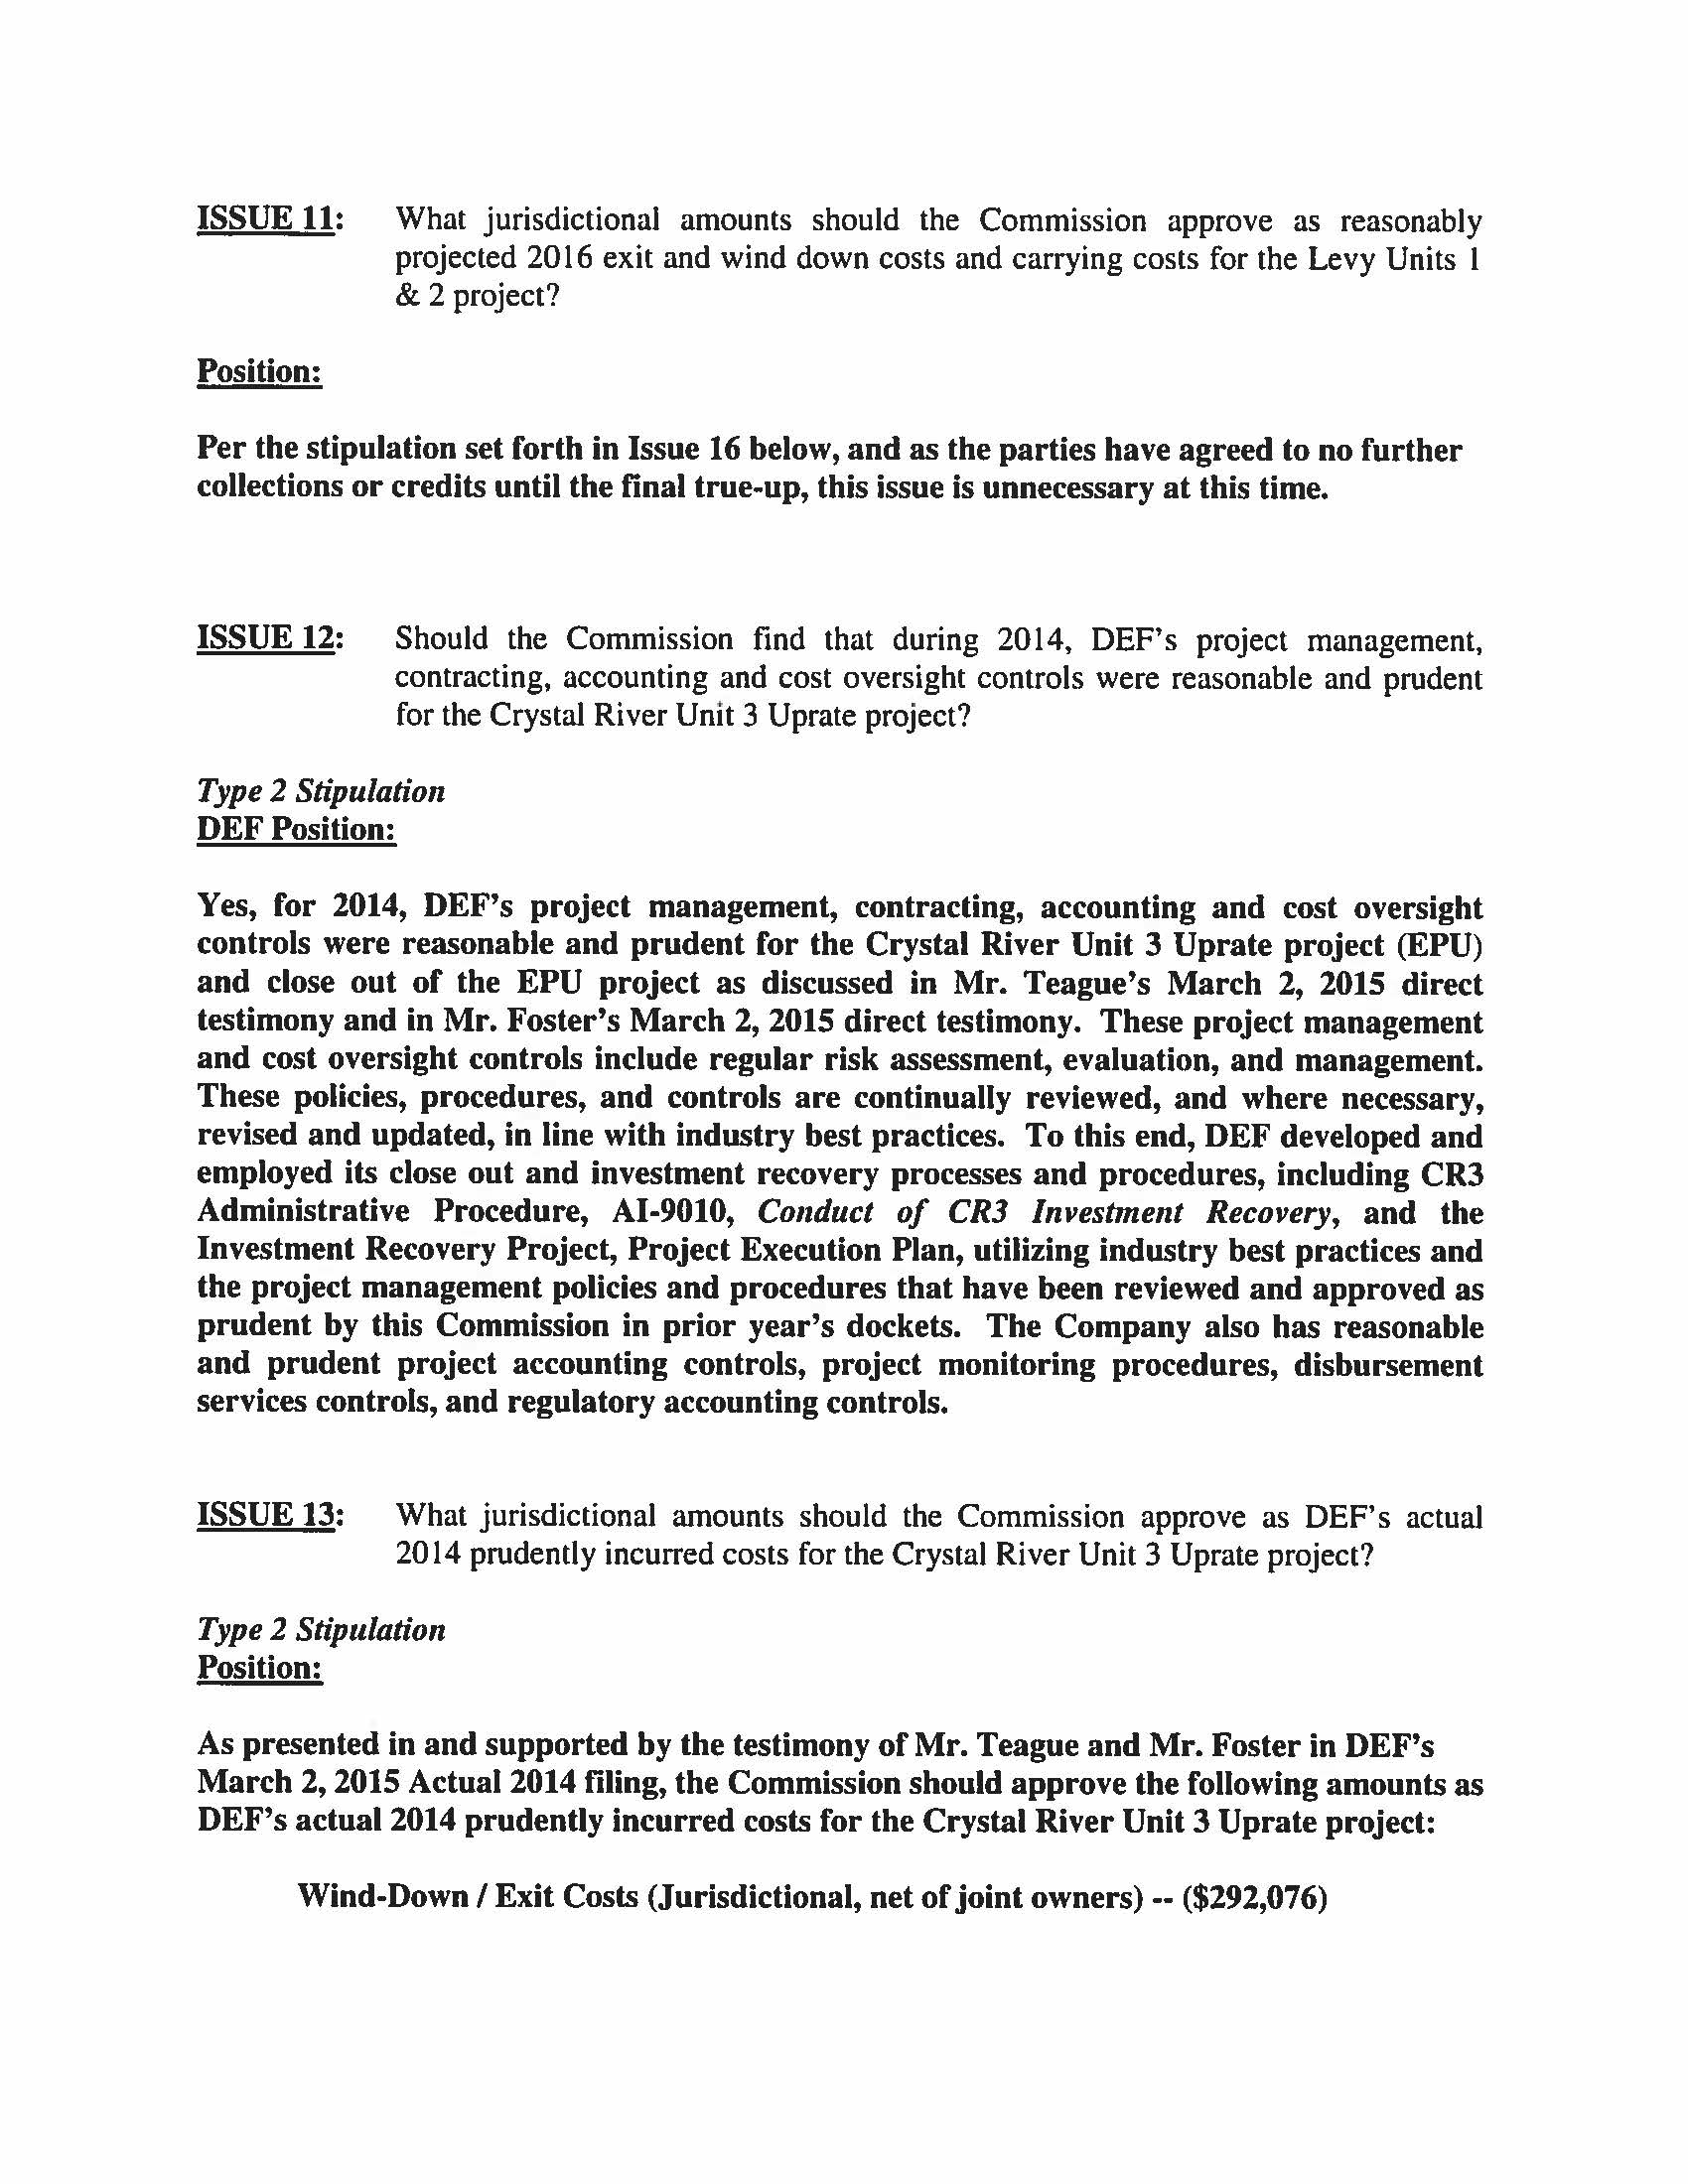 ISSUE 11: What jurisdictional amounts should the Commission approve as reasonably
projected 2016 exit and wind down costs and carrying costs for the Levy Units 1
& 2 project?
Position:
Per the stipulation set forth in Issue 16 below, and as the parties have agreed to no further
collections or credits until the final true-up, this issue is unnecessary at this time.
ISSUE 12: Should the Commission find that during 2014, DEF's project management,
contracting, accounting and cost oversight controls were reasonable and prudent
for the Crystal River Unit 3 Uprate project?
Type 2 Stipulation
DEF Position:
Yes, for 2014, DEF's project management, contracting, accounting and cost oversight
controls were reasonable and prudent for the Crystal River Unit 3 Uprate project (EPU)
and close out of the EPU project as discussed in Mr. Teague's March 2, 2015 direct
testimony and in Mr. Foster's March 2, 2015 direct testimony. These project management
and cost oversight controls include regular risk assessment, evaluation, and management.
These policies, procedures, and controls are continually reviewed, and where necessary,
revised and updated, in line with industry best practices. To this end, DEF developed and
employed its close out and investment recovery processes and procedures, including CR3
Administrative Procedure, AI-9010, Conduct of CR3 Investment Recovery, and the
Investment Recovery Project, Project Execution Plan, utilizing industry best practices and
the project management policies and procedures that have been reviewed and approved as
prudent by this Commission in prior year's dockets. The Company also has reasonable
and prudent project accounting controls, project monitoring procedures, disbursement
services controls, and regulatory accounting controls.
ISSUE 13: What jurisdictional amounts should the Commission approve as DEF's actual
2014 prudently incurred costs for the Crystal River Unit 3 Uprate project?
Type 2 Stipulation
Position:
As presented in and supported by the testimony of Mr. Teague and Mr. Foster in DEF's
March 2, 2015 Actual 2014 filing, the Commission should approve the following amounts as
DEF's actual 2014 prudently incurred costs for the Crystal River Unit 3 Uprate project:
Wind-Down / Exit Costs (Jurisdictional, net of joint owners) -- ($292,076)